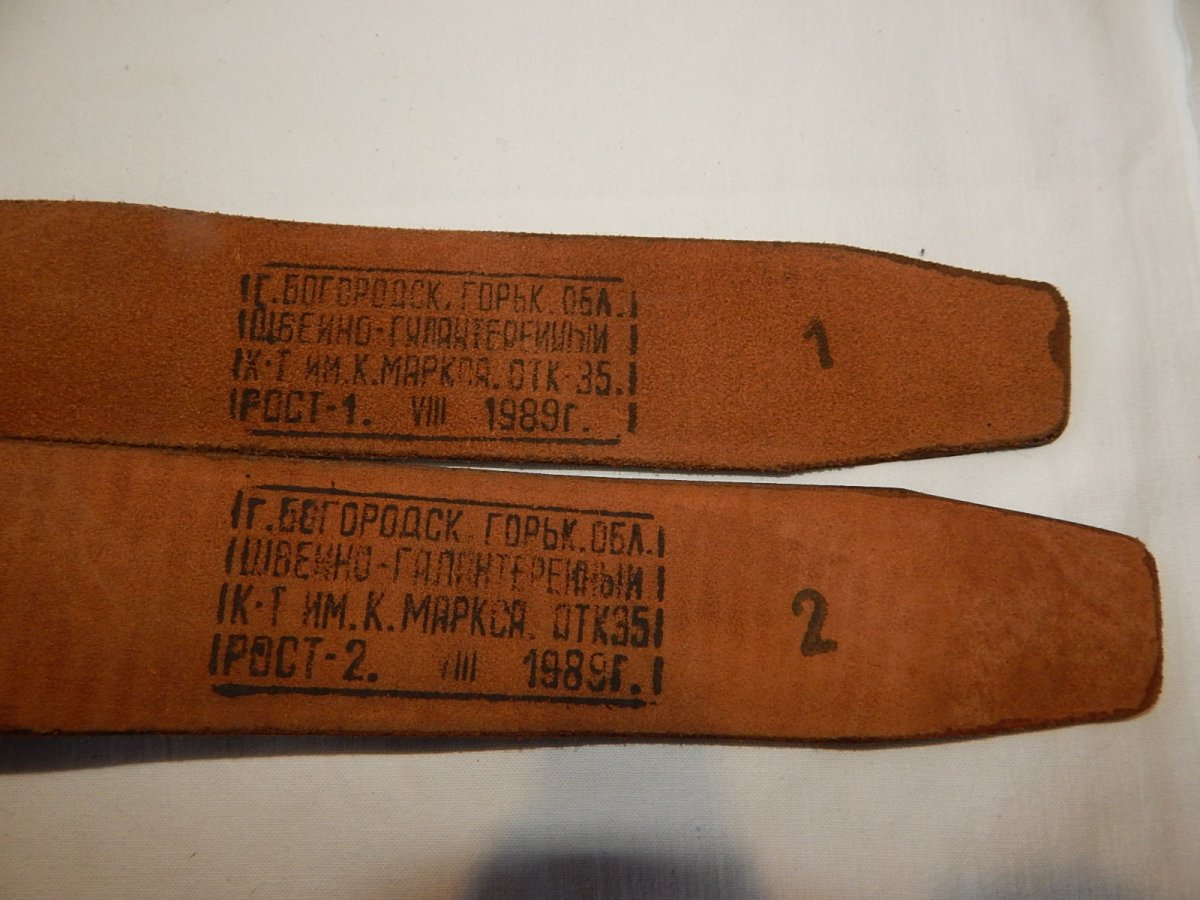 г. БОГОРОДСК. ГОРЬК. ОБЛ.
ШВЕЙНО-ГАЛАНТЕРЕЙНЫЙ
К-Т ИМ. К. МАРКСА. ОТК-35.
РОСТ-1. VIII 1989г.
1
г. БОГОРОДСК. ГОРЬК. ОБЛ.
ШВЕЙНО-ГАЛАНТЕРЕЙНЫЙ
К-Т ИМ. К. МАРКСА. ОТК35
РОСТ-2. VIII 1989г.
2